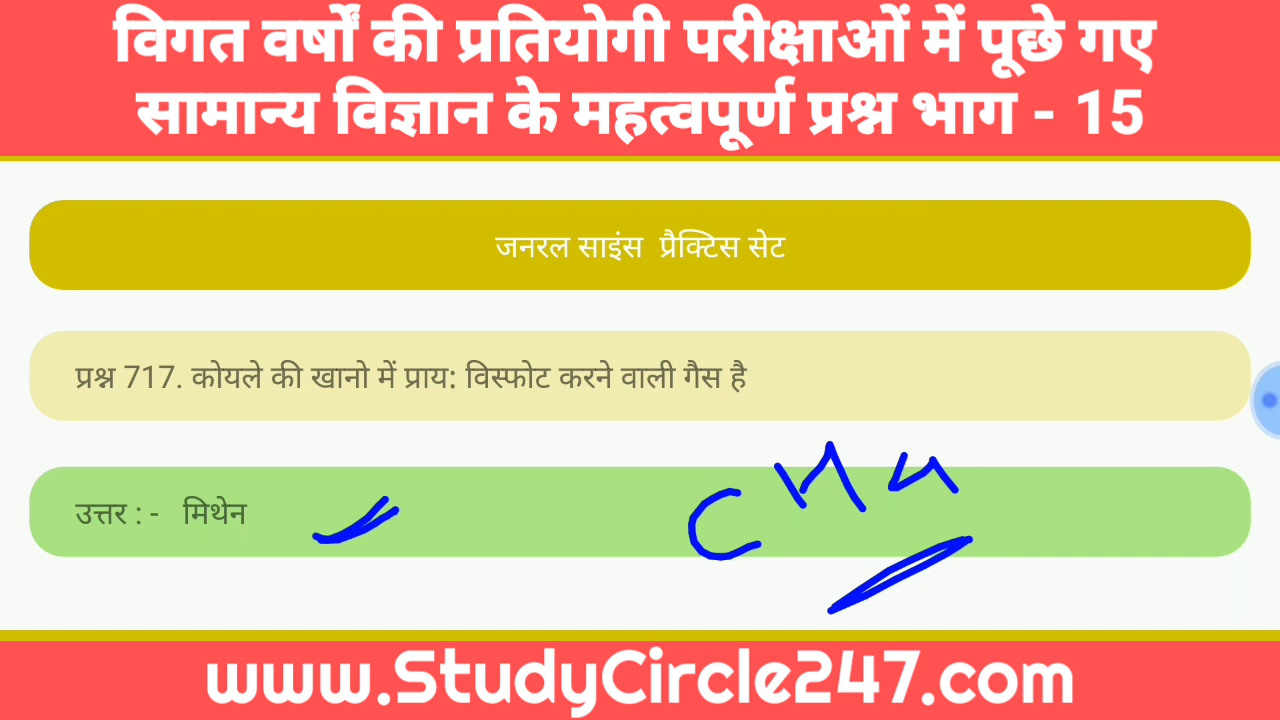 विगत वर्षों की प्रतियोगी परीक्षाओं में पूछे गए
सामान्य विज्ञान के महत्वपूर्ण प्रश्न भाग - 15
जनरल साइंस प्रैक्टिस सेट
प्रश्न 717. कोयले की खानो में प्राय: विस्फोट करने वाली गैस है
उत्तर : - मिथेन
CH4
www.StudyCircle247.com